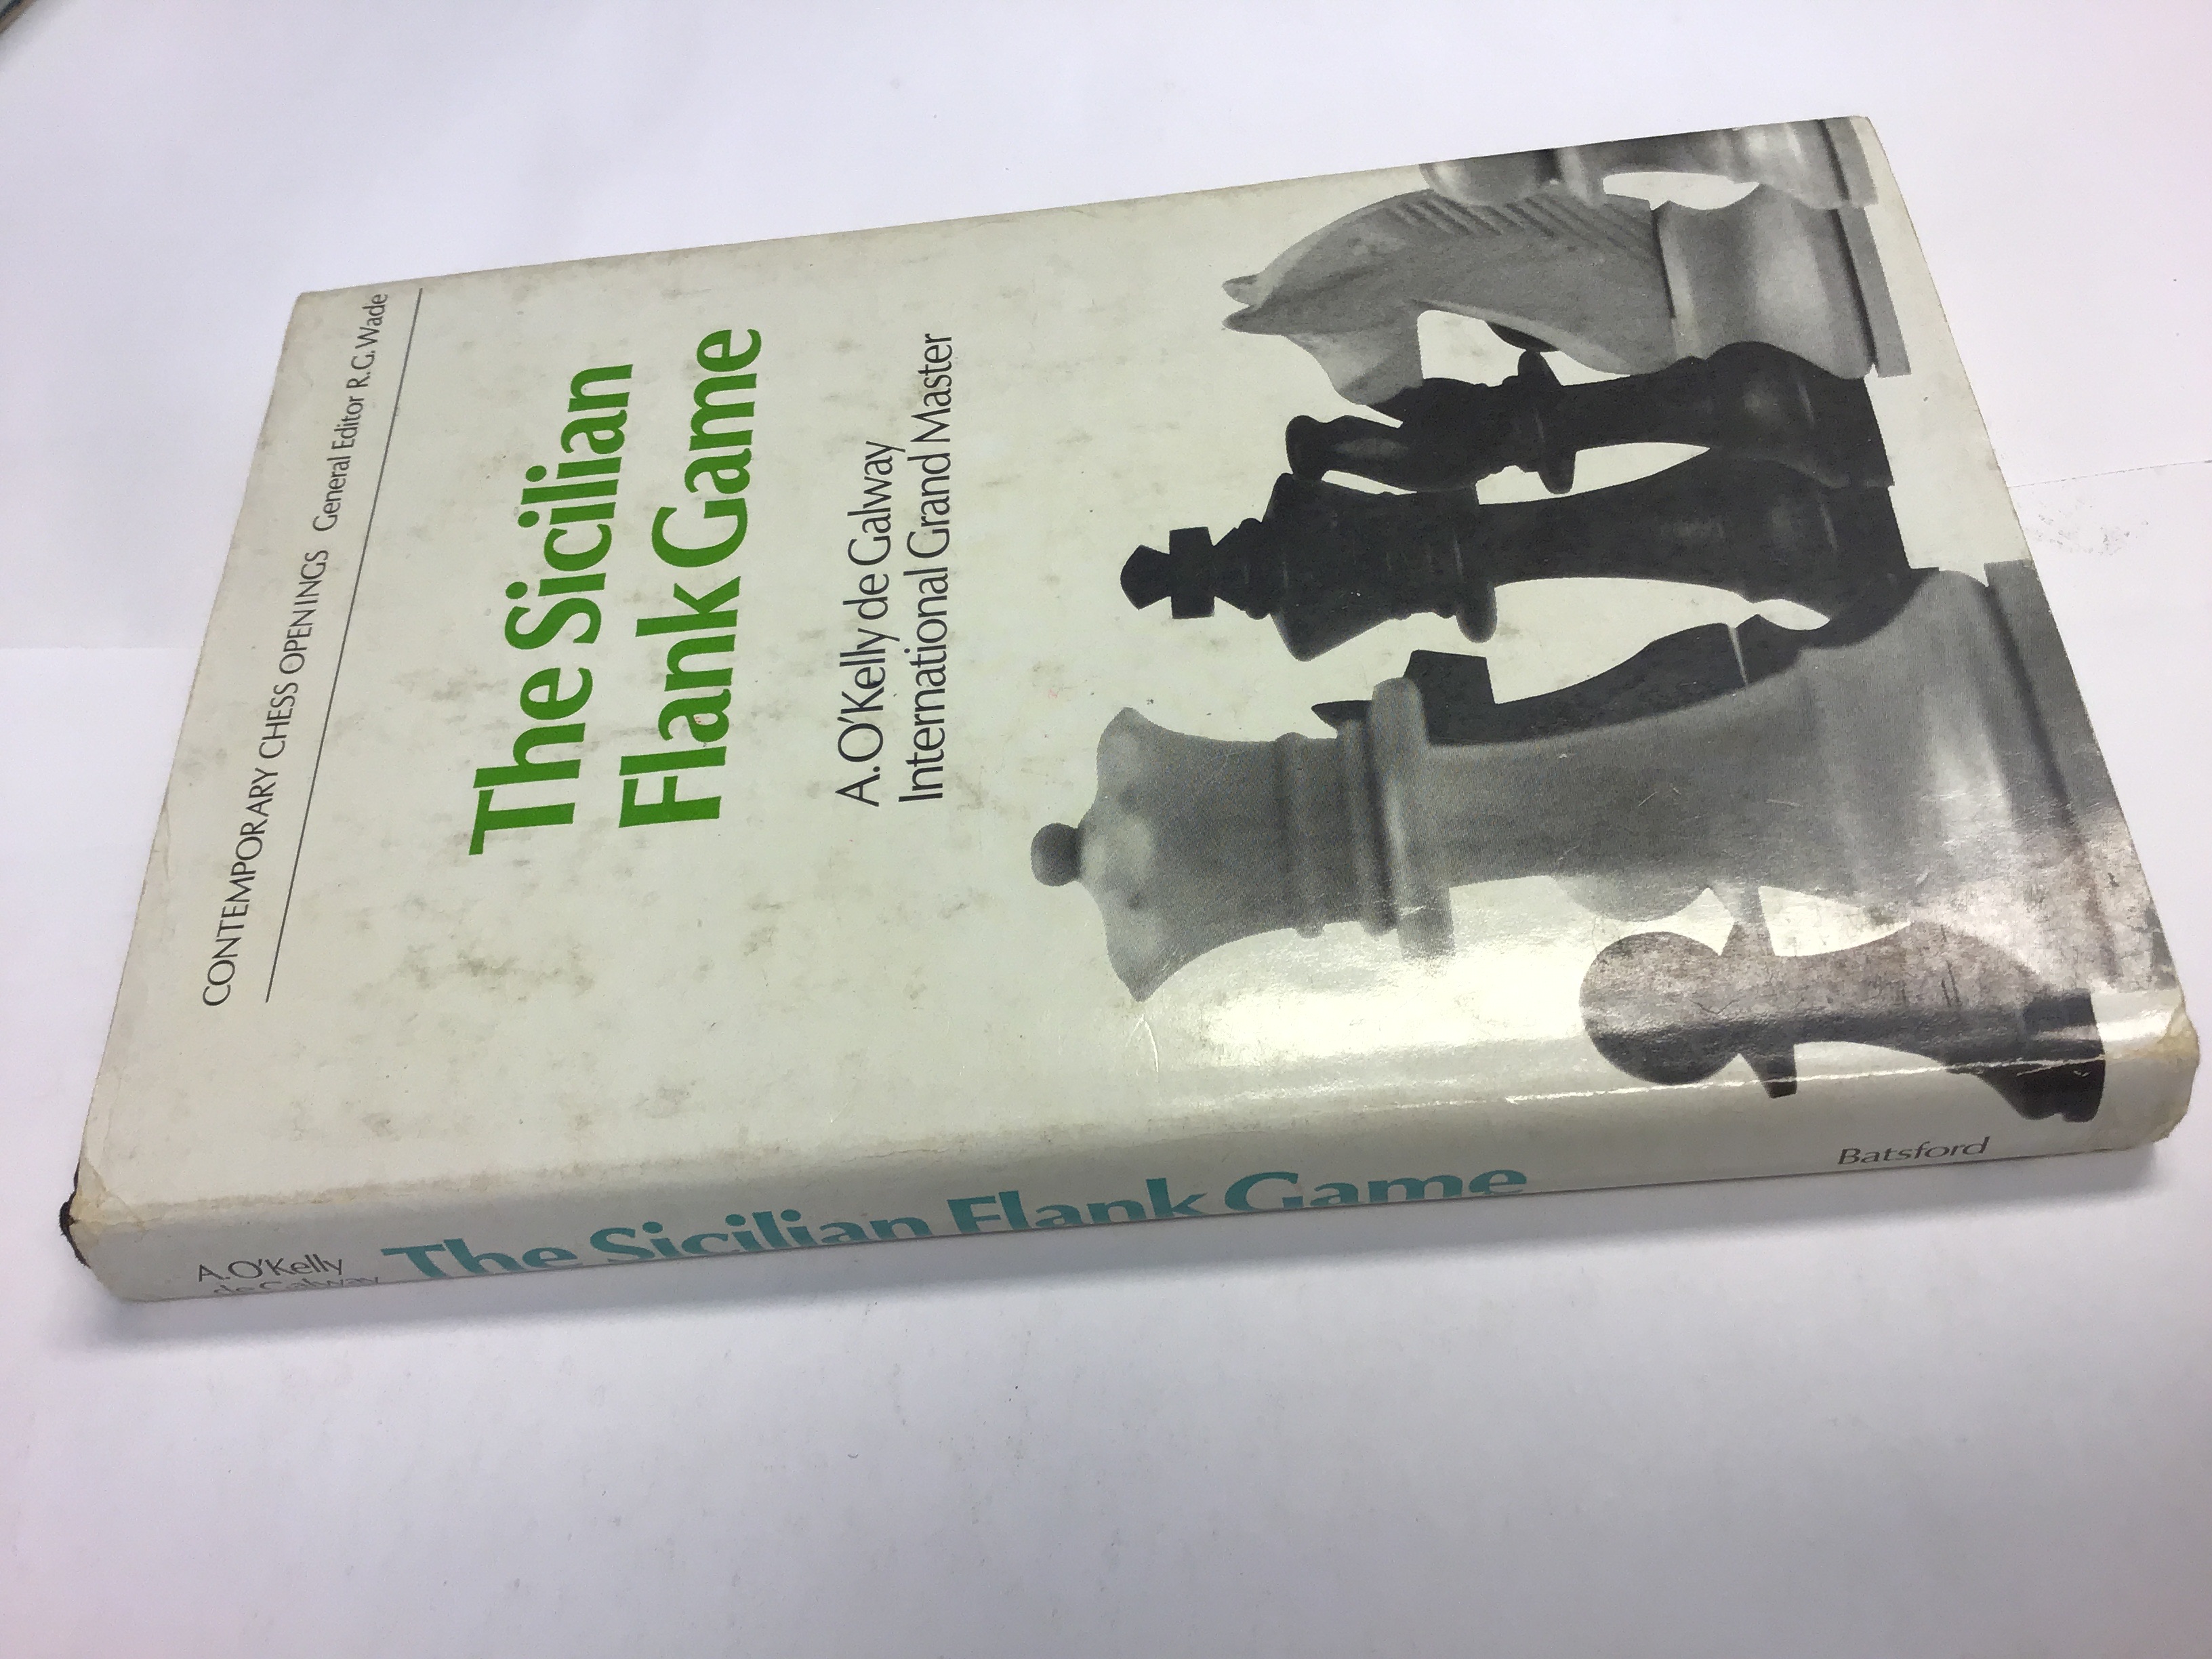 CONTEMPORARY CHESS OPENINGS General Editor R.G.Wade
The Sicilian
Flank Game
A.O'Kelly de Galway
International Grand Master
A.O'Kelly
de Galway
The Sicilian Flank Game
Batsford